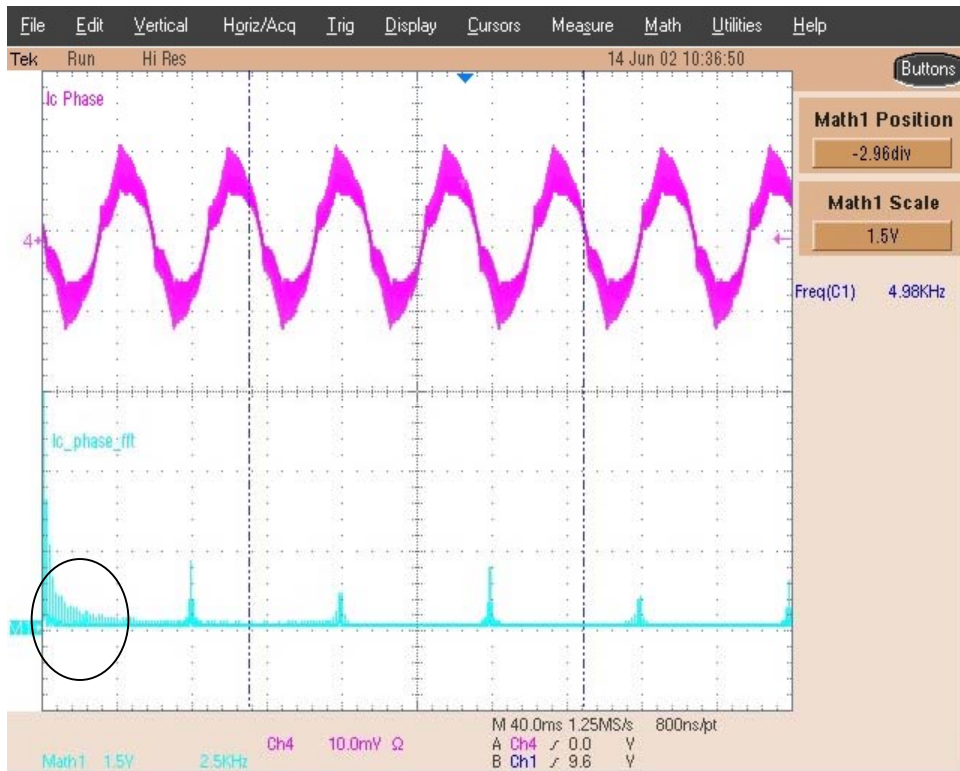 File Edit Vertical Horiz/Acq Trig Display Cursors Measure Math Utilities Help
Tek Run Hi Res 14 Jun 02 10:36:50
Buttons
Ic Phase
Math1 Position
-2.96div
Math1 Scale
1.5V
4
Freq(C1) 4.98KHz
Ic_phase_fft
M 40.0ms 1.25MS/s 800ns/pt
Ch4 10.0mV Ω A Ch4 ∕ 0.0 V
Math1 1.5V 2.5KHz B Ch1 ∕ 9.6 V